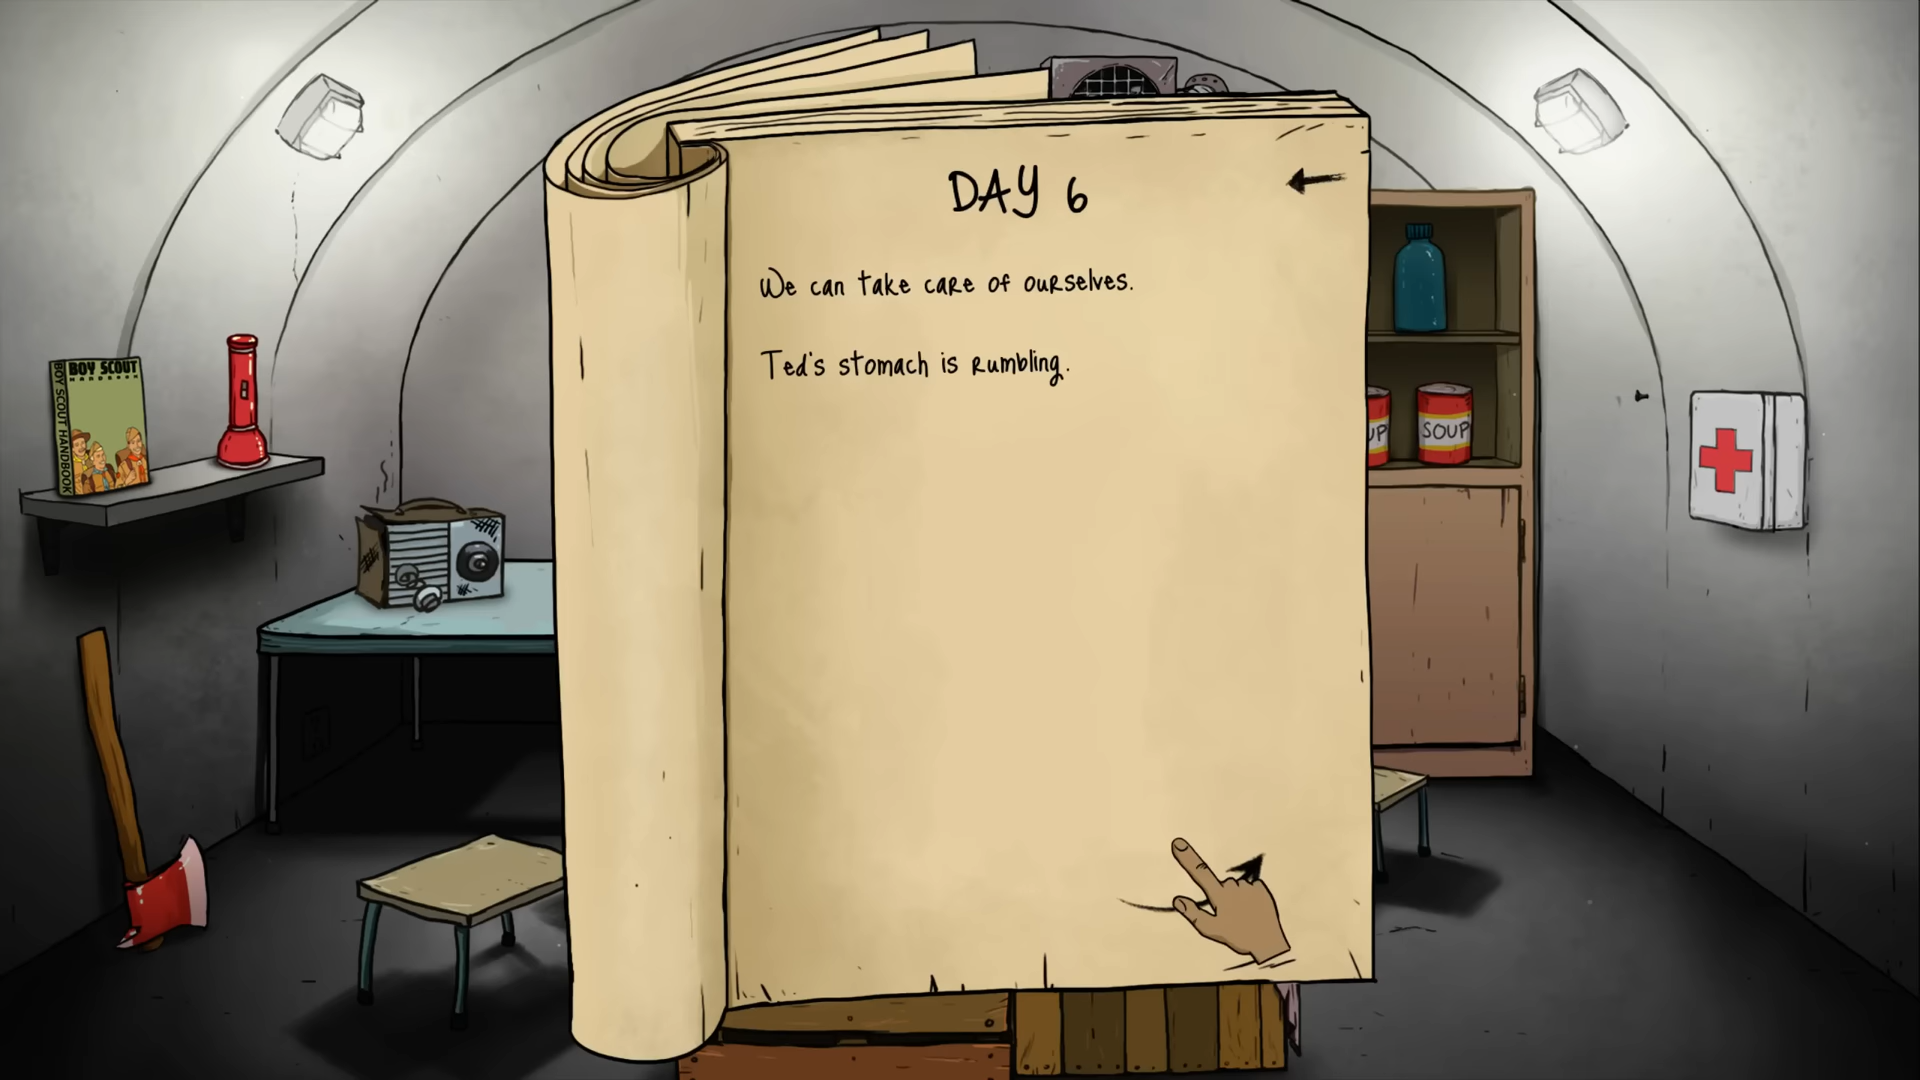 BOY SCOUT
HANDBOOK
BOY SCOUT HANDBOOK
DAY 6
We can take care of ourselves.
Ted's stomach is rumbling.
UP
SOUP